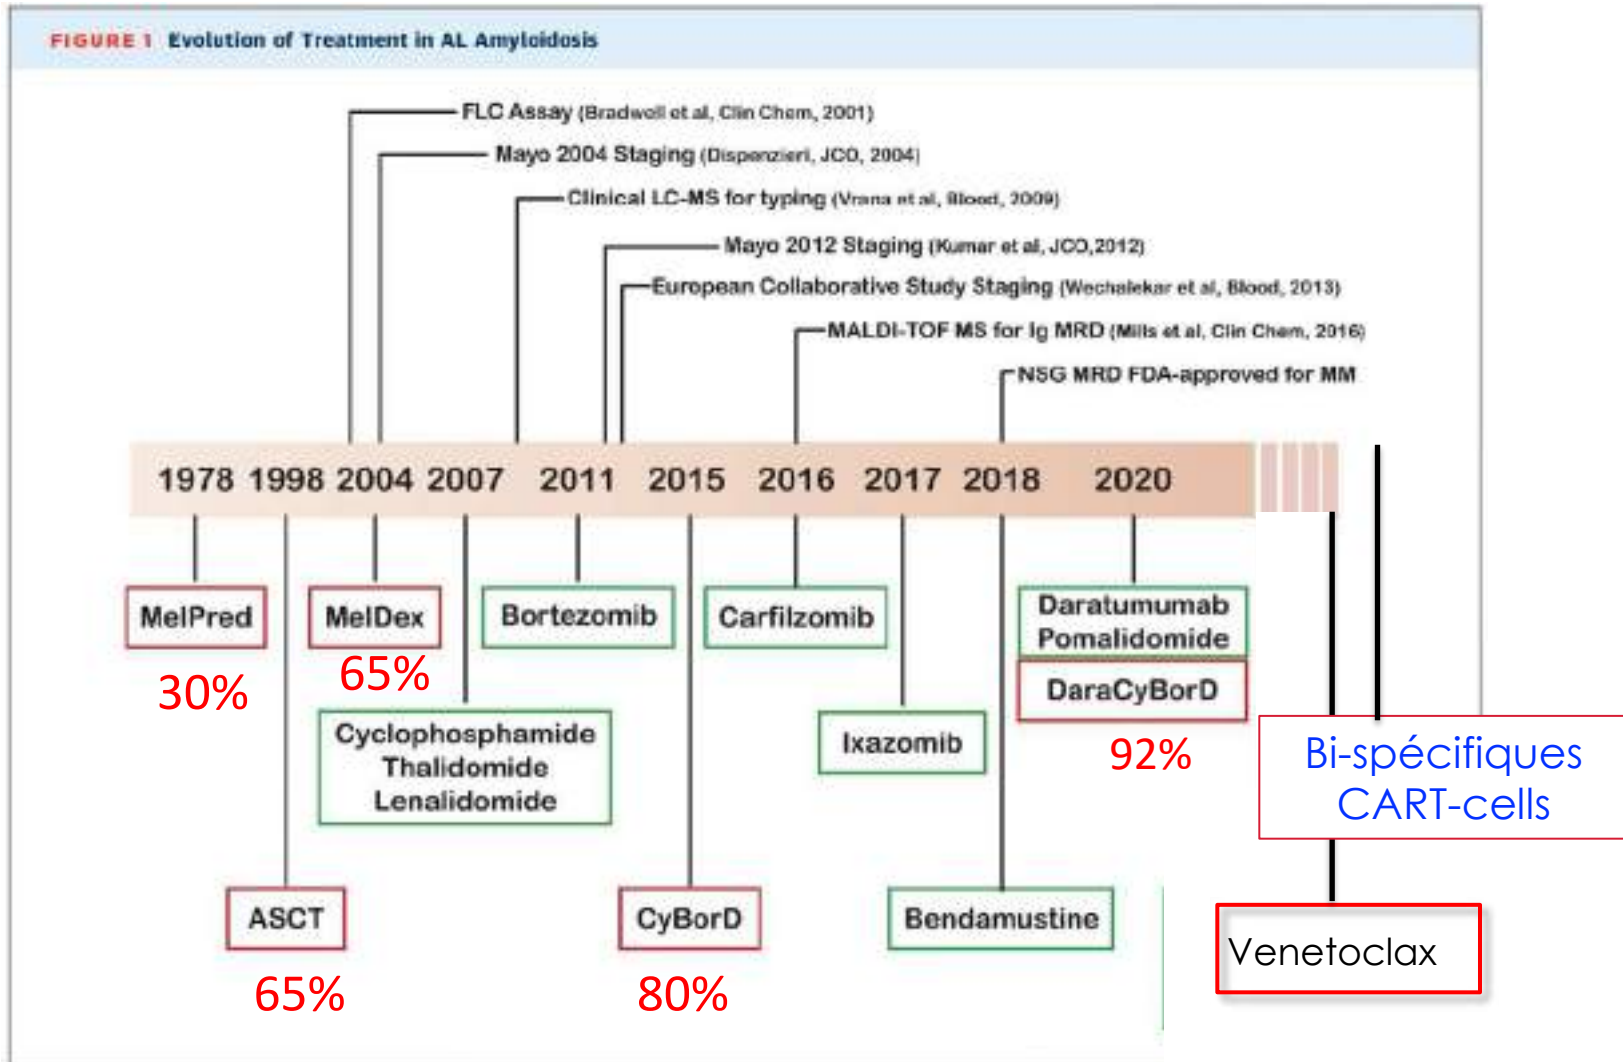 FIGURE 1 Evolution of Treatment in AL Amyloidosis
FLC Assay (Bradwell et al, Clin Chem, 2001)
Mayo 2004 Staging (Dispenzieri, JCO, 2004)
Clinical LC-MS for typing (Vrana et al, Blood, 2009)
Mayo 2012 Staging (Kumar et al, JCO,2012)
European Collaborative Study Staging (Wechalekar et al, Blood, 2013)
MALDI-TOF MS for Ig MRD (Mills et al, Clin Chem, 2016)
NSG MRD FDA-approved for MM
1978 1998 2004 2007 2011 2015 2016 2017 2018 2020
MelPred
30%
MelDex
65%
Bortezomib
Carfilzomib
Daratumumab
Pomalidomide
DaraCyBorD
92%
Cyclophosphamide
Thalidomide
Lenalidomide
Ixazomib
Bi-spécifiques
CART-cells
ASCT
65%
CyBorD
80%
Bendamustine
Venetoclax